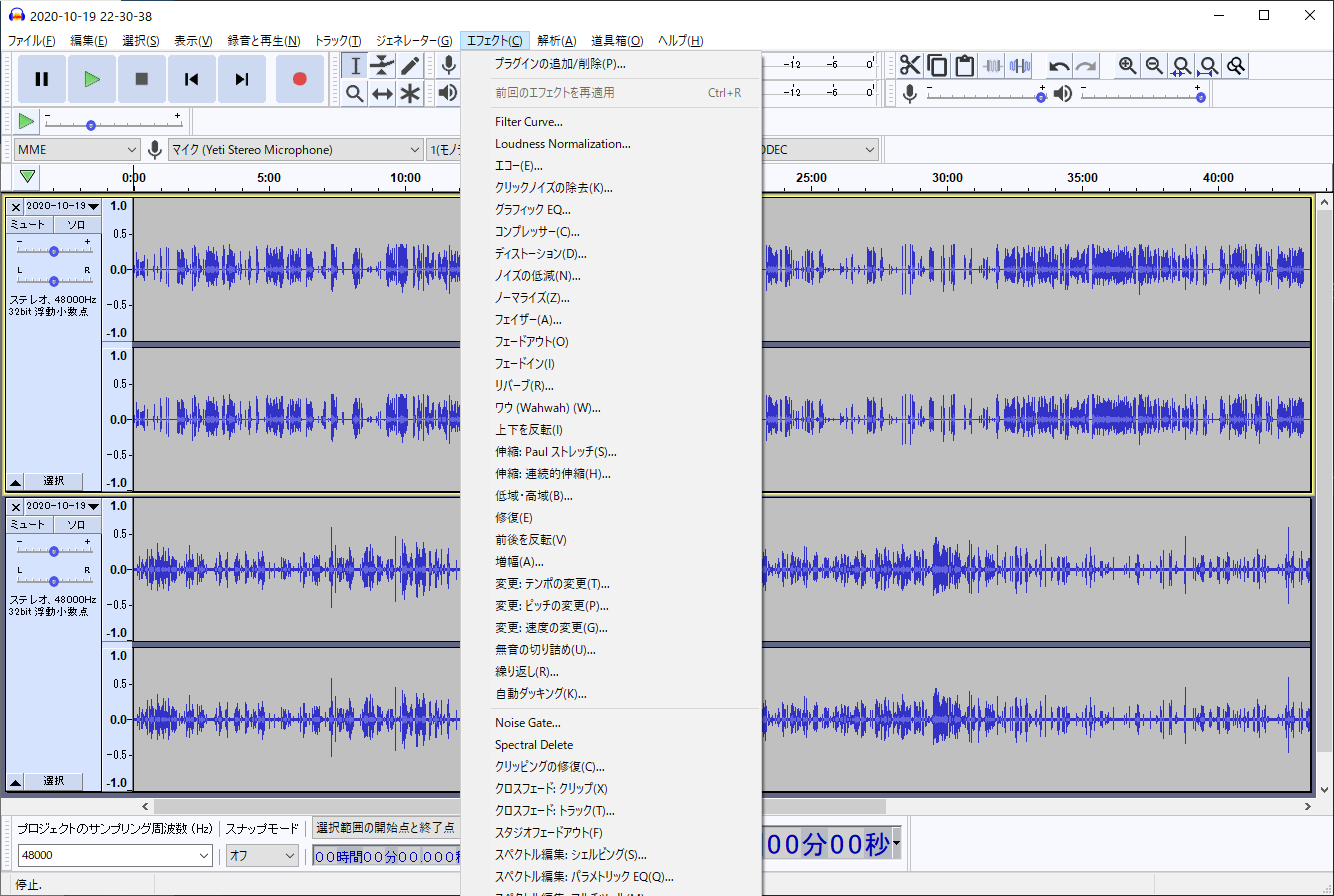 2020-10-19 22-30-38
ファイル(F) 編集(E) 選択(S) 表示(V) 録音と再生(N) トラック(T) ジェネレーター(G) エフェクト(C) 解析(A) 道具箱(O) ヘルプ(H)
-12 -6 0
-12 -6 0
MME
マイク (Yeti Stereo Microphone)
0:00 5:00 10:00 25:00 30:00 35:00 40:00
プラグインの追加/削除(P)...
前回のエフェクトを再適用 Ctrl+R
Filter Curve...
Loudness Normalization...
エコー(E)...
クリックノイズの除去(K)...
グラフィック EQ...
コンプレッサー(C)...
ディストーション(D)...
ノイズの低減(N)...
ノーマライズ(Z)...
フェイザー(A)...
フェードアウト(O)
フェードイン(I)
リバーブ(R)...
ワウ (Wahwah) (W)...
上下を反転(I)
伸縮: Paul ストレッチ(S)...
伸縮: 連続的伸縮(H)...
低域・高域(B)...
修復(E)
前後を反転(V)
増幅(A)...
変更: テンポの変更(T)...
変更: ピッチの変更(P)...
変更: 速度の変更(G)...
無音の切り詰め(U)...
繰り返し(R)...
自動ダッキング(K)...
Noise Gate...
Spectral Delete
クリッピングの修復(C)...
クロスフェード: クリップ(X)
クロスフェード: トラック(T)...
スタジオフェードアウト(F)
スペクトル編集: シェルビング(S)...
スペクトル編集: パラメトリック EQ(Q)...
2020-10-19
ミュート ソロ
- +
L R
ステレオ, 48000Hz
32bit 浮動小数点
選択
1.0
0.5-
0.0-
-0.5-
-1.0
1.0
0.5-
0.0-
-0.5-
-1.0
2020-10-19
ミュート ソロ
- +
L R
ステレオ, 48000Hz
32bit 浮動小数点
選択
1.0
0.5-
0.0-
-0.5-
-1.0
1.0
0.5-
0.0-
-0.5-
-1.0
プロジェクトのサンプリング周波数 (Hz) スナップモード 選択範囲の開始点と終了点
48000 オフ 00時間00分00.000秒
00分00秒
停止.